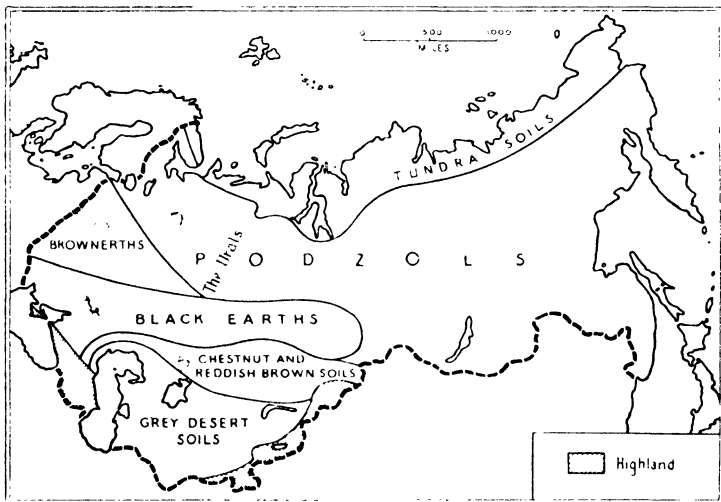 0 500 1000
MILES
TUNDRA SOILS
BROWNERTHS
The Urals
PODZOLS
BLACK EARTHS
CHESTNUT AND
REDDISH BROWN SOILS
GREY DESERT
SOILS
Highland